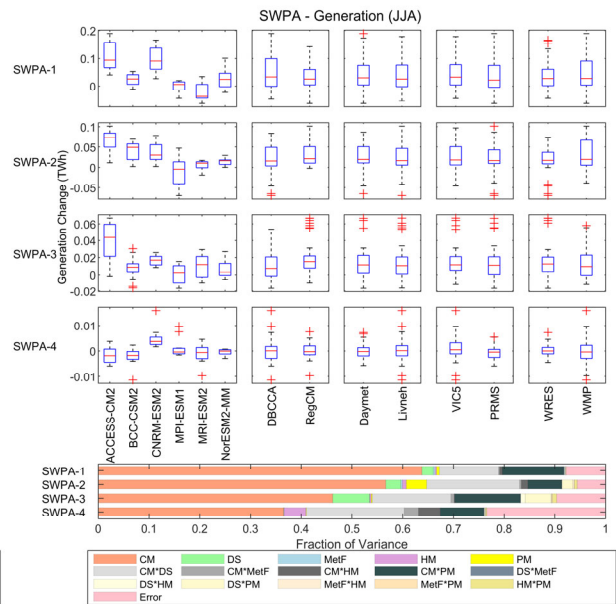 SWPA - Generation (JJA)
SWPA-1
0.2
0.1
0
SWPA-2
0.1
0.05
0
-0.05
Generation Change (TWh)
SWPA-3
0.06
0.04
0.02
0
-0.02
SWPA-4
0.01
0
-0.01
ACCESS-CM2
BCC-CSM2
CNRM-ESM2
MPI-ESM1
MRI-ESM2
NorESM2-MM
DBCCA
RegCM
Daymet
Livneh
VIC5
PRMS
WRES
WMP
SWPA-1
SWPA-2
SWPA-3
SWPA-4
0 0.1 0.2 0.3 0.4 0.5 0.6 0.7 0.8 0.9 1.0
Fraction of Variance
CM DS MetF HM PM
CM*DS CM*MetF CM*HM CM*PM DS*MetF
DS*HM DS*PM MetF*HM MetF*PM HM*PM
Error